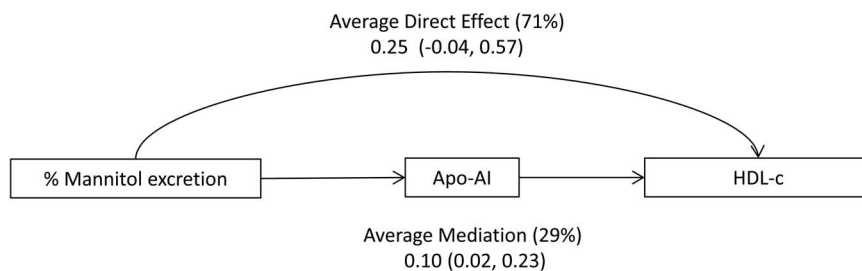 Average Direct Effect (71%)
0.25 (-0.04, 0.57)
% Mannitol excretion
Apo-AI
HDL-c
Average Mediation (29%)
0.10 (0.02, 0.23)